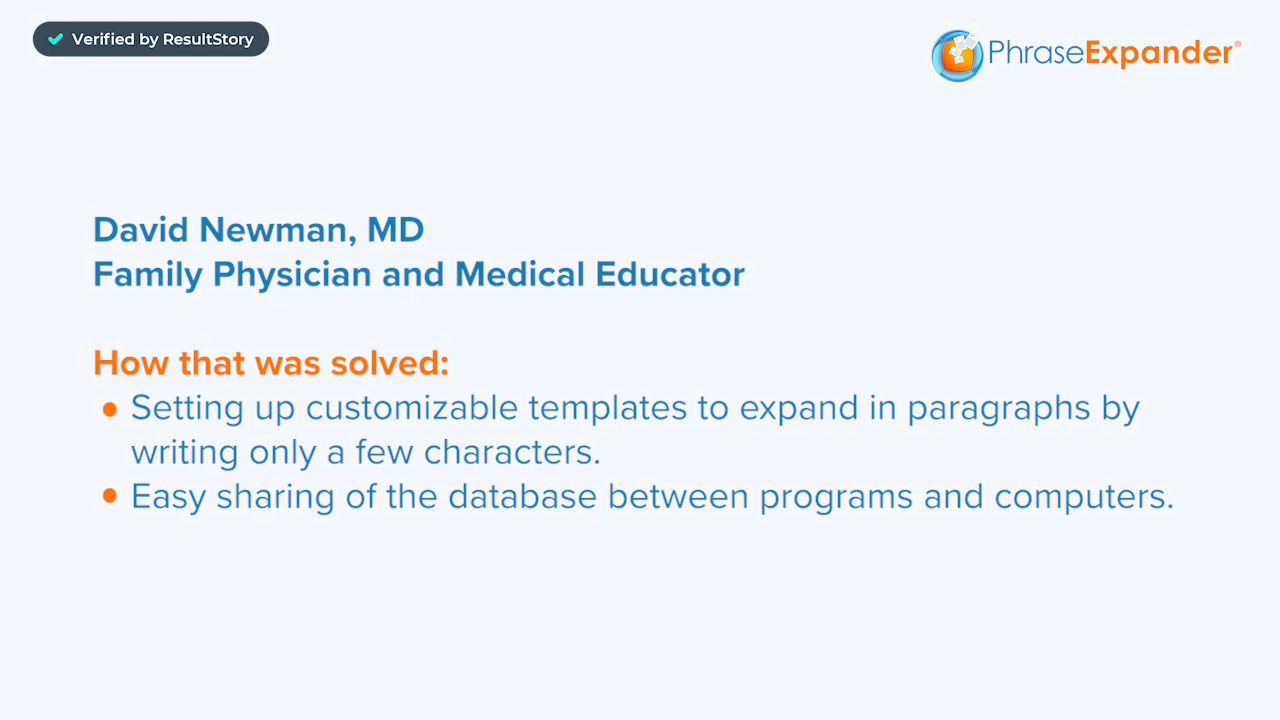 Verified by ResultStory
PhraseExpander®
David Newman, MD
Family Physician and Medical Educator
How that was solved:
● Setting up customizable templates to expand in paragraphs by
writing only a few characters.
● Easy sharing of the database between programs and computers.